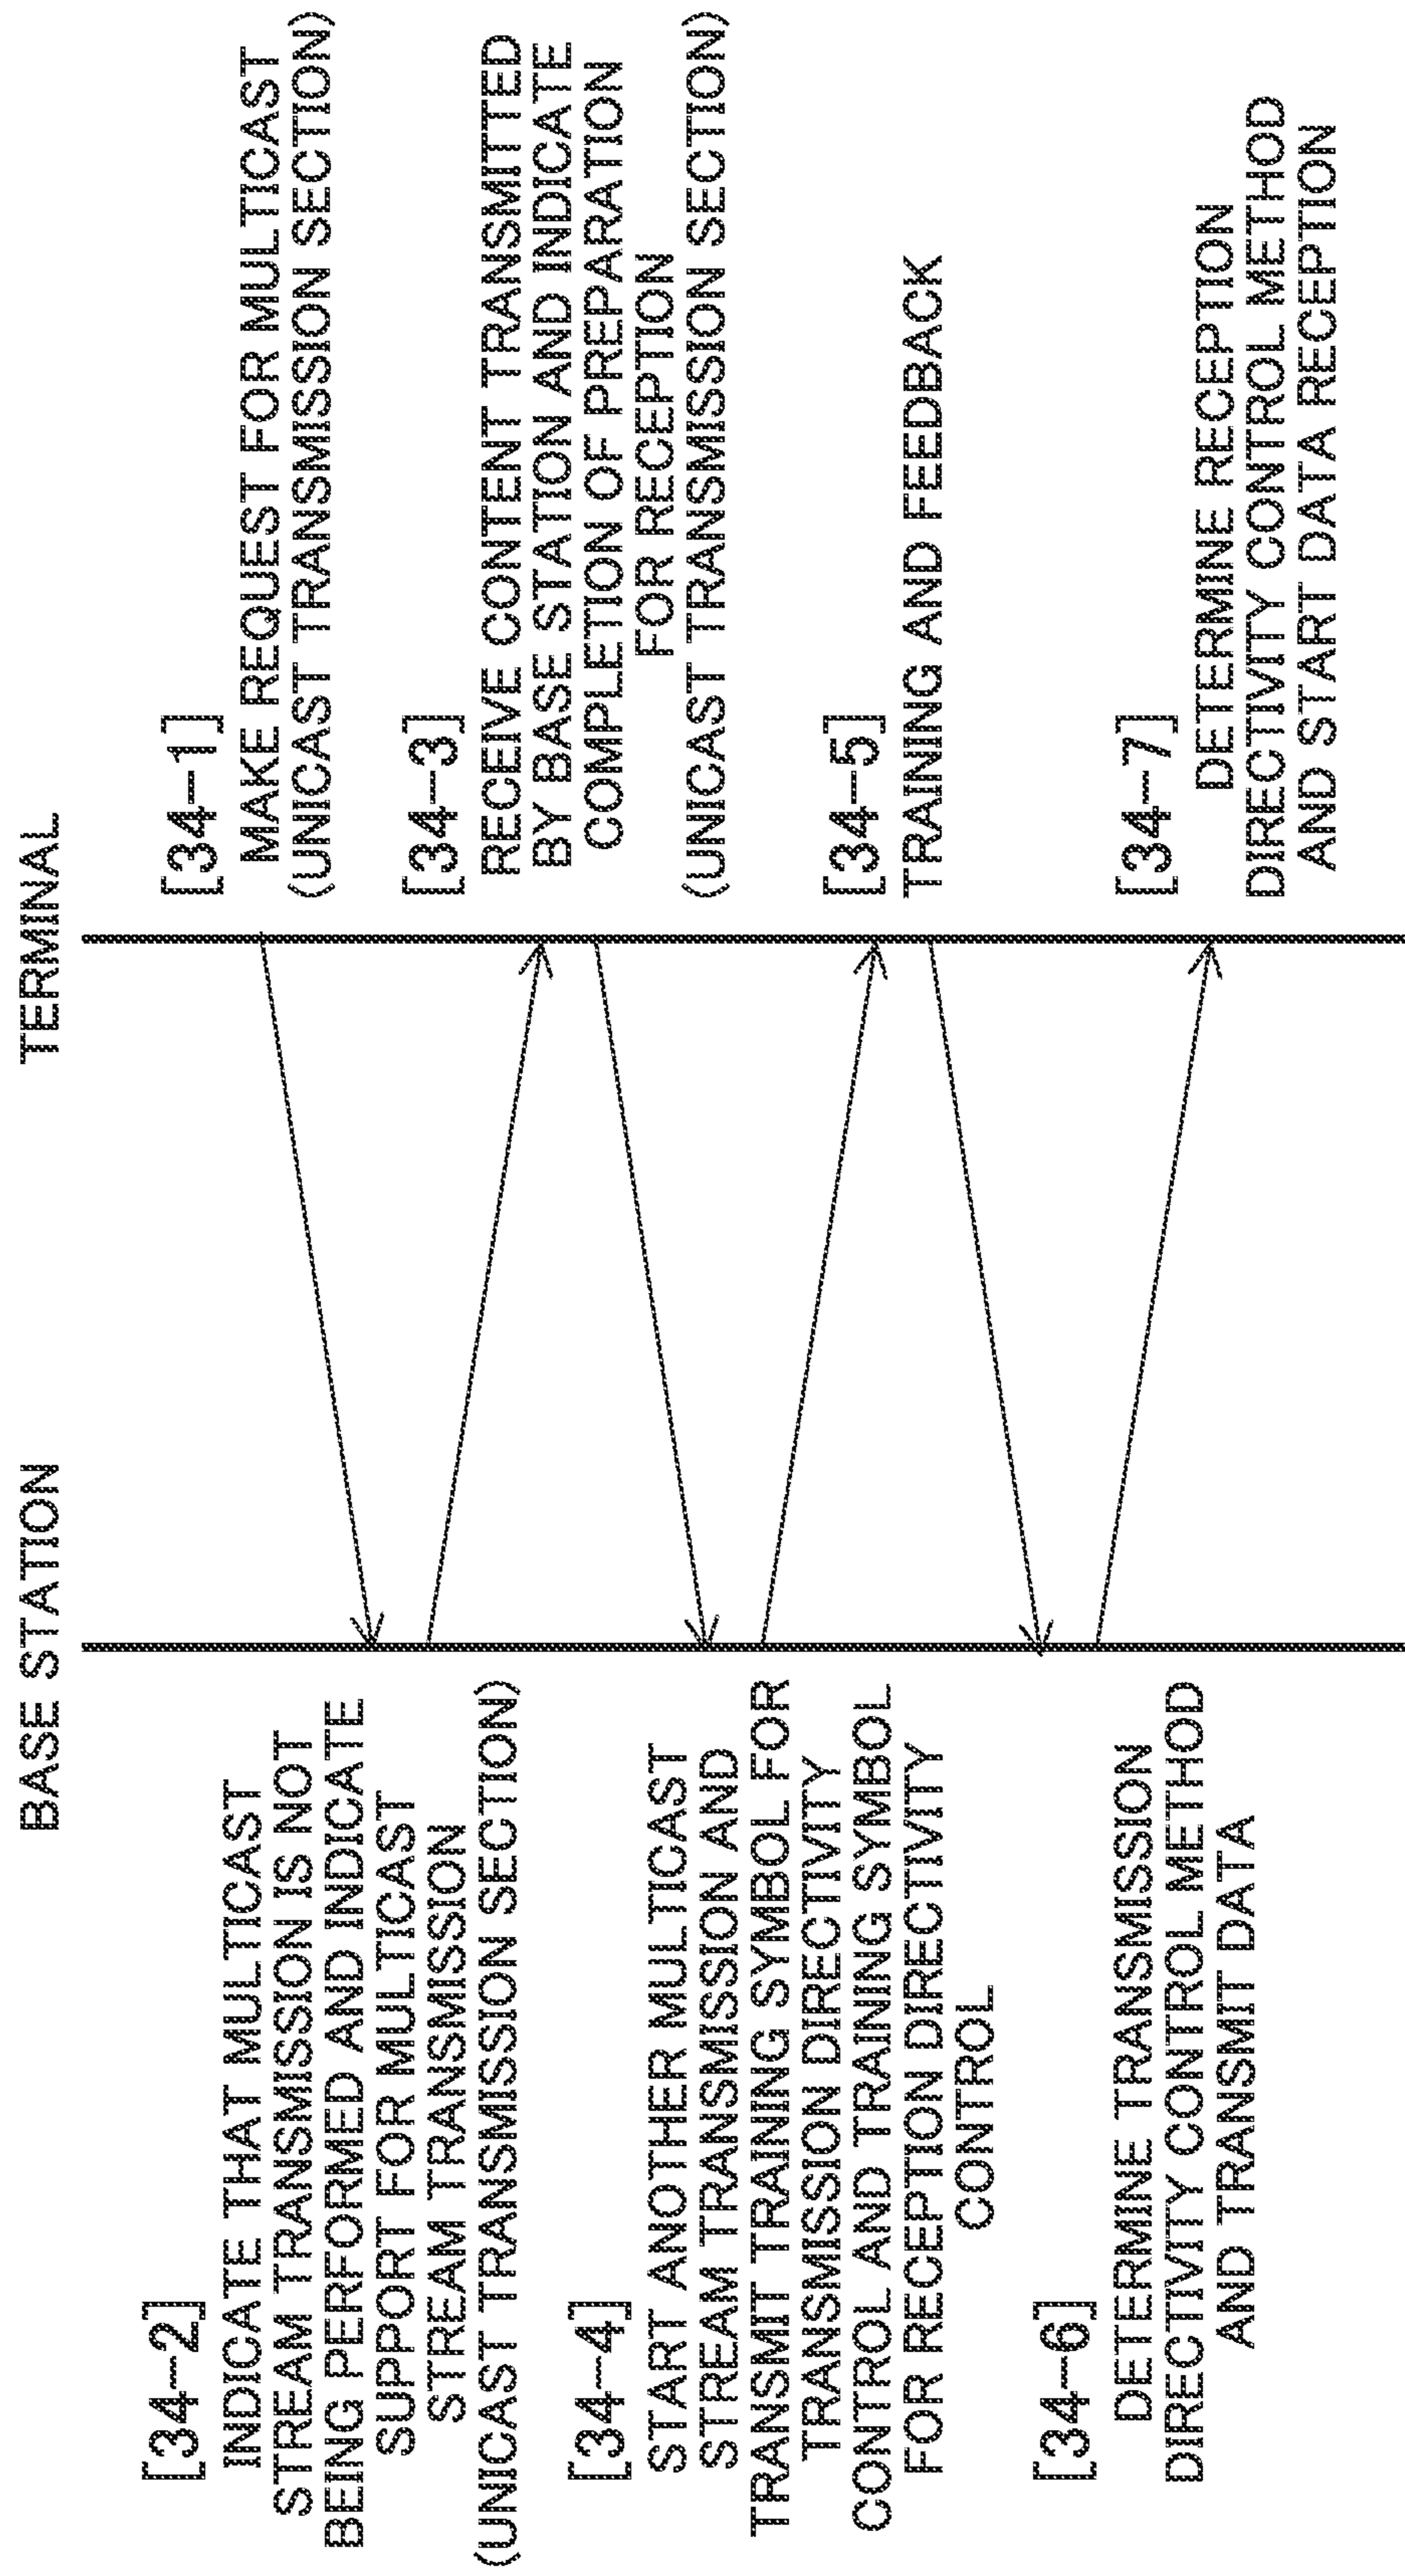 BASE STATION
TERMINAL
[34-1]
MAKE REQUEST FOR MULTICAST
(UNICAST TRANSMISSION SECTION)
[34-2]
INDICATE THAT MULTICAST
STREAM TRANSMISSION IS NOT
BEING PERFORMED AND INDICATE
SUPPORT FOR MULTICAST
STREAM TRANSMISSION
(UNICAST TRANSMISSION SECTION)
[34-3]
RECEIVE CONTENT TRANSMITTED
BY BASE STATION AND INDICATE
COMPLETION OF PREPARATION
FOR RECEPTION
(UNICAST TRANSMISSION SECTION)
[34-4]
START ANOTHER MULTICAST
STREAM TRANSMISSION AND
TRANSMIT TRAINING SYMBOL FOR
TRANSMISSION DIRECTIVITY
CONTROL AND TRAINING SYMBOL
FOR RECEPTION DIRECTIVITY
CONTROL
[34-5]
TRAINING AND FEEDBACK
[34-6]
DETERMINE TRANSMISSION
DIRECTIVITY CONTROL METHOD
AND TRANSMIT DATA
[34-7]
DETERMINE RECEPTION
DIRECTIVITY CONTROL METHOD
AND START DATA RECEPTION